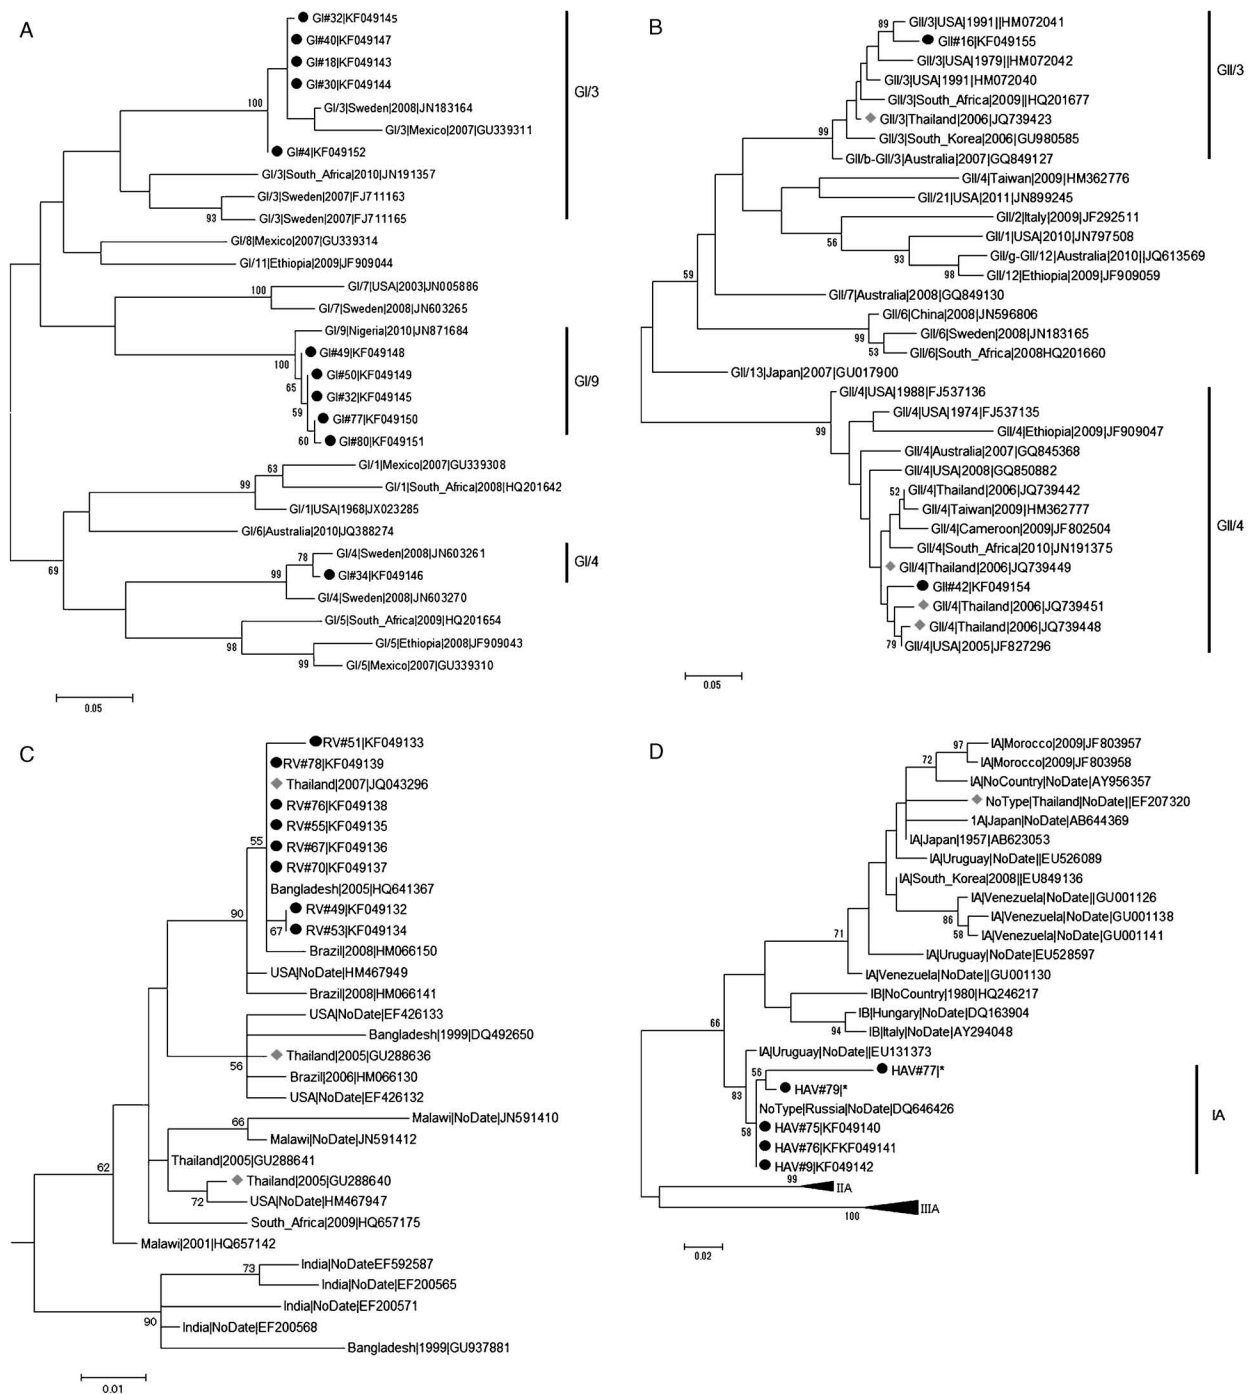 A
GI#32|KF049145
GI#40|KF049147
GI#18|KF049143
GI#30|KF049144
100
GI/3|Sweden|2008|JN183164
GI/3|Mexico|2007|GU339311
GI#4|KF049152
GI/3|South_Africa|2010|JN191357
GI/3|Sweden|2007|FJ711163
93
GI/3|Sweden|2007|FJ711165
GI/3
GI/8|Mexico|2007|GU339314
GI/11|Ethiopia|2009|JF909044
GI/7|USA|2003|JN005886
100
GI/7|Sweden|2008|JN603265
GI/9|Nigeria|2010|JN871684
GI#49|KF049148
100
GI#50|KF049149
65
GI#32|KF049145
59
GI#77|KF049150
60
GI#80|KF049151
GI/9
GI/1|Mexico|2007|GU339308
63
99
GI/1|South_Africa|2008|HQ201642
GI/1|USA|1968|JX023285
GI/6|Australia|2010|JQ388274
GI/4|Sweden|2008|JN603261
78
69
99
GI#34|KF049146
GI/4|Sweden|2008|JN603270
GI/4
GI/5|South_Africa|2009|HQ201654
98
GI/5|Ethiopia|2008|JF909043
99
GI/5|Mexico|2007|GU339310
0.05
B
GII/3|USA|1991||HM072041
89
GII#16|KF049155
GII/3|USA|1979||HM072042
GII/3|USA|1991|HM072040
GII/3|South_Africa|2009||HQ201677
GII/3|Thailand|2006|JQ739423
99
GII/3|South_Korea|2006|GU980585
GII/b-GII/3|Australia|2007|GQ849127
GII/3
GII/4|Taiwan|2009|HM362776
GII/21|USA|2011|JN899245
GII/2|Italy|2009|JF292511
56
GII/1|USA|2010|JN797508
93
GII/g-GII/12|Australia|2010||JQ613569
98
GII/12|Ethiopia|2009|JF909059
59
GII/7|Australia|2008|GQ849130
GII/6|China|2008|JN596806
99
GII/6|Sweden|2008|JN183165
53
GII/6|South_Africa|2008HQ201660
GII/13|Japan|2007|GU017900
GII/4|USA|1988|FJ537136
GII/4|USA|1974|FJ537135
99
GII/4|Ethiopia|2009|JF909047
GII/4|Australia|2007|GQ845368
GII/4|USA|2008|GQ850882
52
GII/4|Thailand|2006|JQ739442
GII/4|Taiwan|2009|HM362777
GII/4|Cameroon|2009|JF802504
GII/4|South_Africa|2010|JN191375
GII/4|Thailand|2006|JQ739449
GII#42|KF049154
GII/4|Thailand|2006|JQ739451
GII/4|Thailand|2006|JQ739448
79
GII/4|USA|2005|JF827296
GII/4
0.05
C
RV#51|KF049133
RV#78|KF049139
Thailand|2007|JQ043296
RV#76|KF049138
RV#55|KF049135
55
RV#67|KF049136
RV#70|KF049137
Bangladesh|2005|HQ641367
RV#49|KF049132
90
67
RV#53|KF049134
Brazil|2008|HM066150
USA|NoDate|HM467949
Brazil|2008|HM066141
USA|NoDate|EF426133
Bangladesh|1999|DQ492650
Thailand|2005|GU288636
56
Brazil|2006|HM066130
USA|NoDate|EF426132
Malawi|NoDate|JN591410
66
Malawi|NoDate|JN591412
Thailand|2005|GU288641
62
Thailand|2005|GU288640
72
USA|NoDate|HM467947
South_Africa|2009|HQ657175
Malawi|2001|HQ657142
India|NoDateEF592587
73
India|NoDate|EF200565
India|NoDate|EF200571
90
India|NoDate|EF200568
Bangladesh|1999|GU937881
0.01
D
97
IA|Morocco|2009|JF803957
72
IA|Morocco|2009|JF803958
IA|NoCountry|NoDate|AY956357
NoType|Thailand|NoDate||EF207320
1A|Japan|NoDate|AB644369
IA|Japan|1957|AB623053
IA|Uruguay|NoDate||EU526089
IA|South_Korea|2008||EU849136
IA|Venezuela|NoDate||GU001126
86
IA|Venezuela|NoDate|GU001138
58
IA|Venezuela|NoDate|GU001141
71
IA|Uruguay|NoDate|EU528597
IA|Venezuela|NoDate||GU001130
IB|NoCountry|1980|HQ246217
IB|Hungary|NoDate|DQ163904
94
IB|Italy|NoDate|AY294048
66
IA|Uruguay|NoDate||EU131373
56
HAV#77|*
83
HAV#79|*
NoType|Russia|NoDate|DQ646426
58
HAV#75|KF049140
HAV#76|KFKF049141
HAV#9|KF049142
IA
99
IIA
100
IIIA
0.02